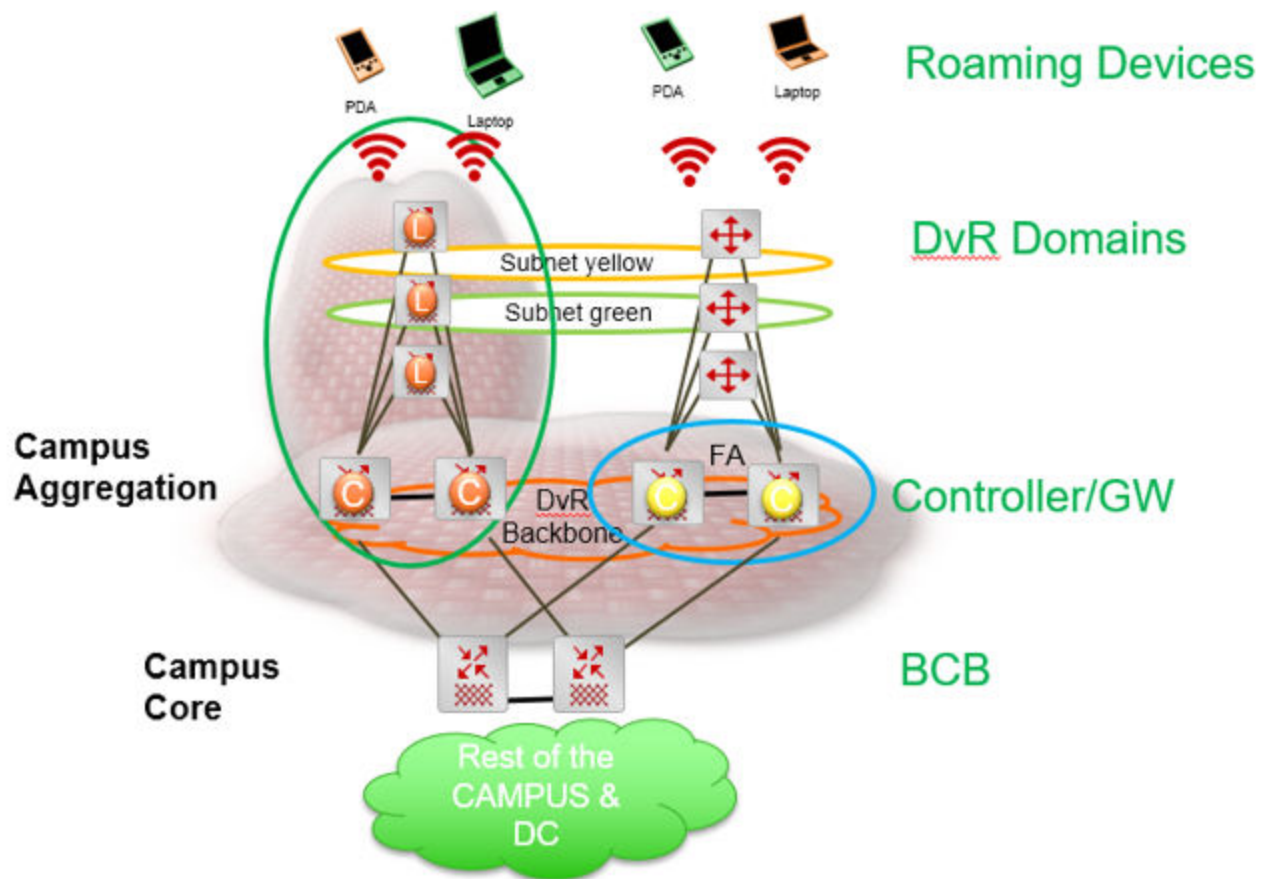 PDA
Laptop
PDA
Laptop
Roaming Devices
L
Subnet yellow
DvR Domains
L
Subnet green
L
Campus
Aggregation
C
C
DvR
Backbone
FA
C
C
Controller/GW
Campus
Core
BCB
Rest of the
CAMPUS &
DC